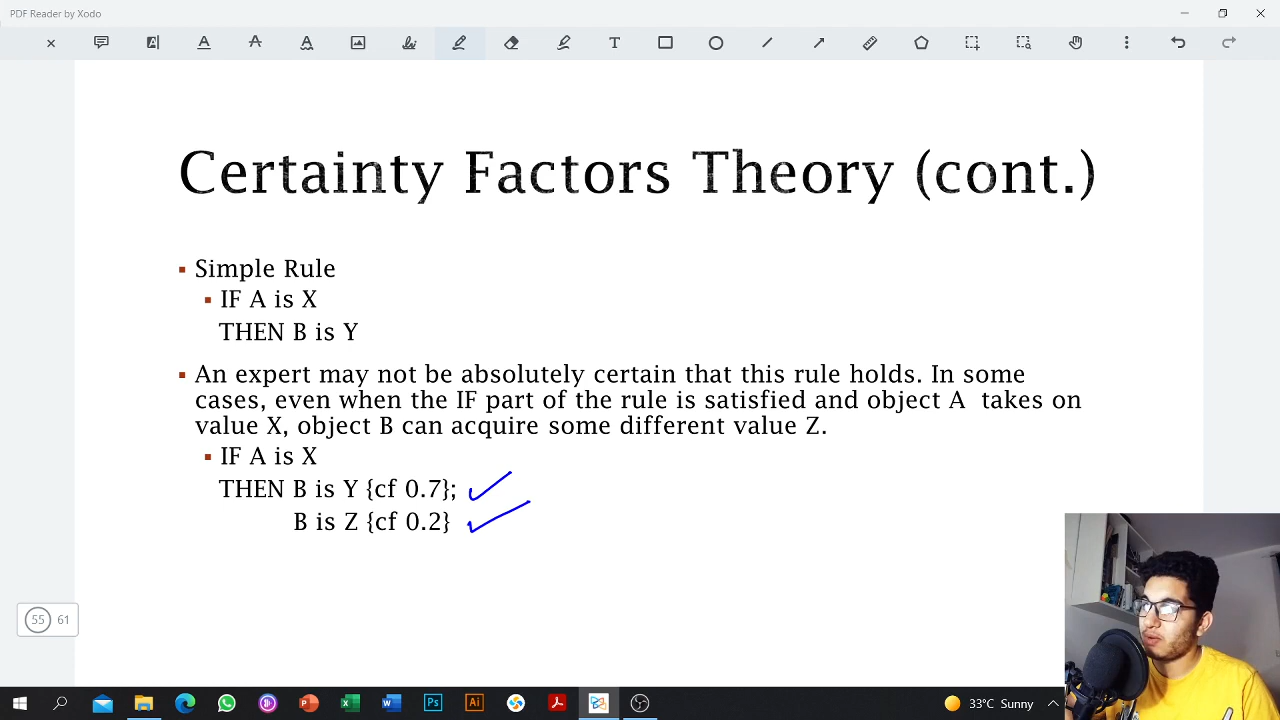 PDF Reader by Xodo
Certainty Factors Theory (cont.)
▪ Simple Rule
▪ IF A is X
THEN B is Y
▪ An expert may not be absolutely certain that this rule holds. In some
cases, even when the IF part of the rule is satisfied and object A takes on
value X, object B can acquire some different value Z.
▪ IF A is X
THEN B is Y {cf 0.7};
B is Z {cf 0.2}
55 61
33°C Sunny